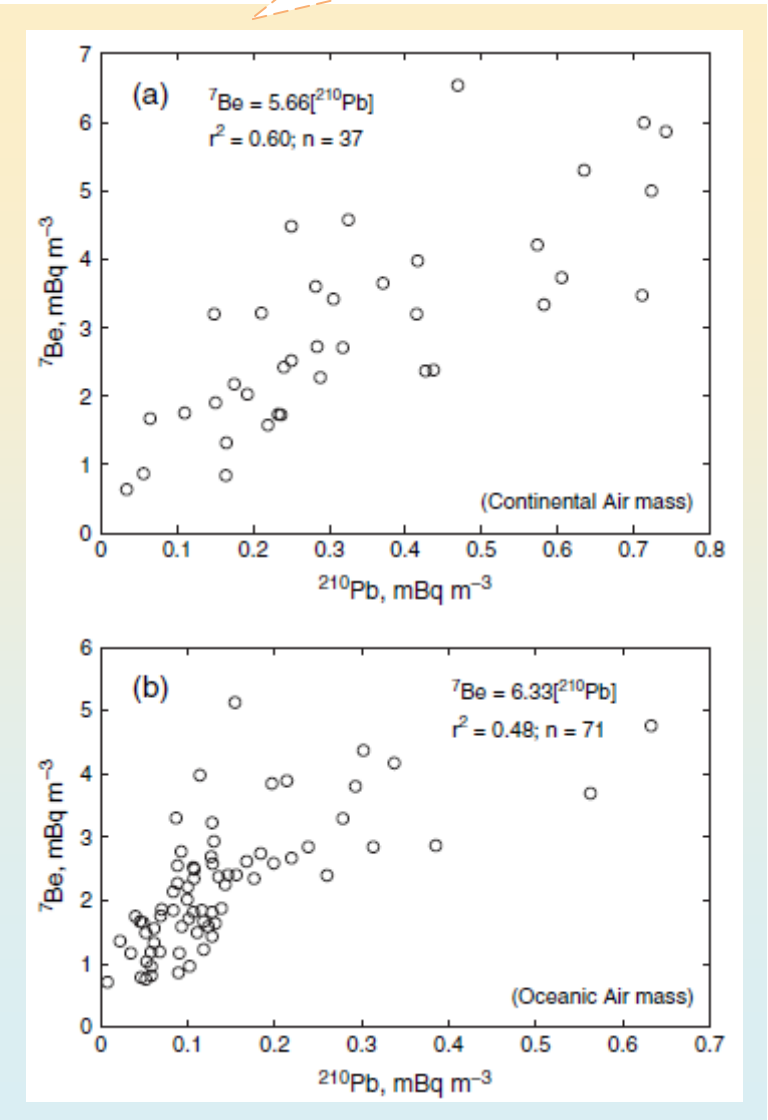 7
(a)
⁷Be = 5.66[²¹⁰Pb]
r² = 0.60; n = 37
6
5
4
3
2
1
0
⁷Be, mBq m⁻³
(Continental Air mass)
0 0.1 0.2 0.3 0.4 0.5 0.6 0.7 0.8
²¹⁰Pb, mBq m⁻³
6
(b)
⁷Be = 6.33[²¹⁰Pb]
r² = 0.48; n = 71
5
4
3
2
1
0
⁷Be, mBq m⁻³
(Oceanic Air mass)
0 0.1 0.2 0.3 0.4 0.5 0.6 0.7
²¹⁰Pb, mBq m⁻³